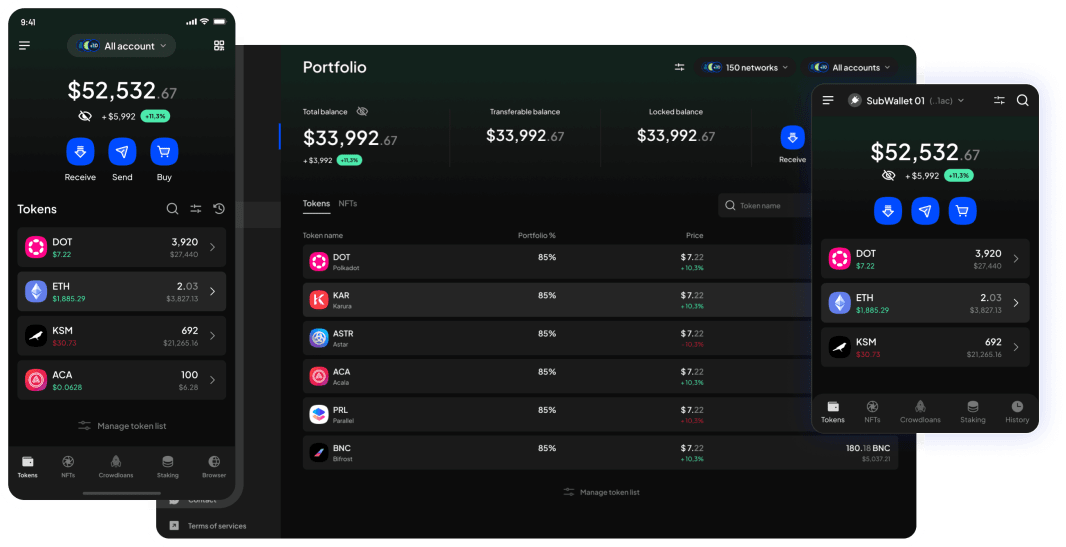 9:41
+10 All account
$52,532.67
+ $5,992 +11,3%
Receive Send Buy
Tokens
DOT 3,920
$7.22 $27,440
ETH 2.03
$1,885.29 $3,827.13
KSM 692
$30.73 $21,265.16
ACA 100
$0.0628 $6.28
Manage token list
Tokens NFTs Crowdloans Staking Browser
Portfolio
+10 150 networks
+10 All accounts
Total balance Transferable balance Locked balance
$33,992.67 $33,992.67 $33,992.67
+ $3,992 +11,3%
Receive
Tokens NFTs
Token name
Token name Portfolio % Price
DOT 85% $ 7.22
Polkadot + 10,3%
KAR 85% $ 7.22
Karura + 10,3%
ASTR 85% $ 7.22
Astar - 10,3%
ACA 85% $ 7.22
Acala + 10,3%
PRL 85% $ 7.22
Parallel + 10,3%
BNC 85% $ 7.22 180.18 BNC
Bifrost + 10,3% $5,037.21
Manage token list
Contact
Terms of services
SubWallet 01 (..1ac)
$52,532.67
+ $5,992 +11,3%
DOT 3,920
$7.22 $27,440
ETH 2.03
$1,885.29 $3,827.13
KSM 692
$30.73 $21,265.16
Tokens NFTs Crowdloans Staking History